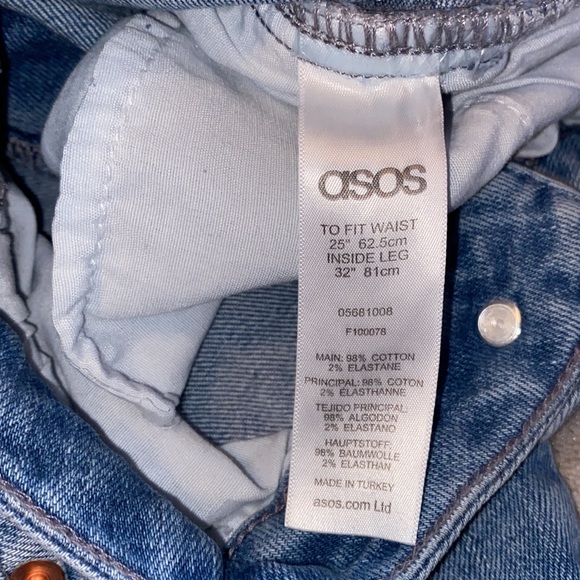 asos
TO FIT WAIST
25" 62.5cm
INSIDE LEG
32" 81cm
05681008
F100078
MAIN: 98% COTTON
2% ELASTANE
PRINCIPAL: 98% COTON
2% ÉLASTHANNE
TEJIDO PRINCIPAL:
98% ALGODON
2% ELASTANO
HAUPTSTOFF:
98% BAUMWOLLE
2% ELASTHAN
MADE IN TURKEY
asos.com Ltd